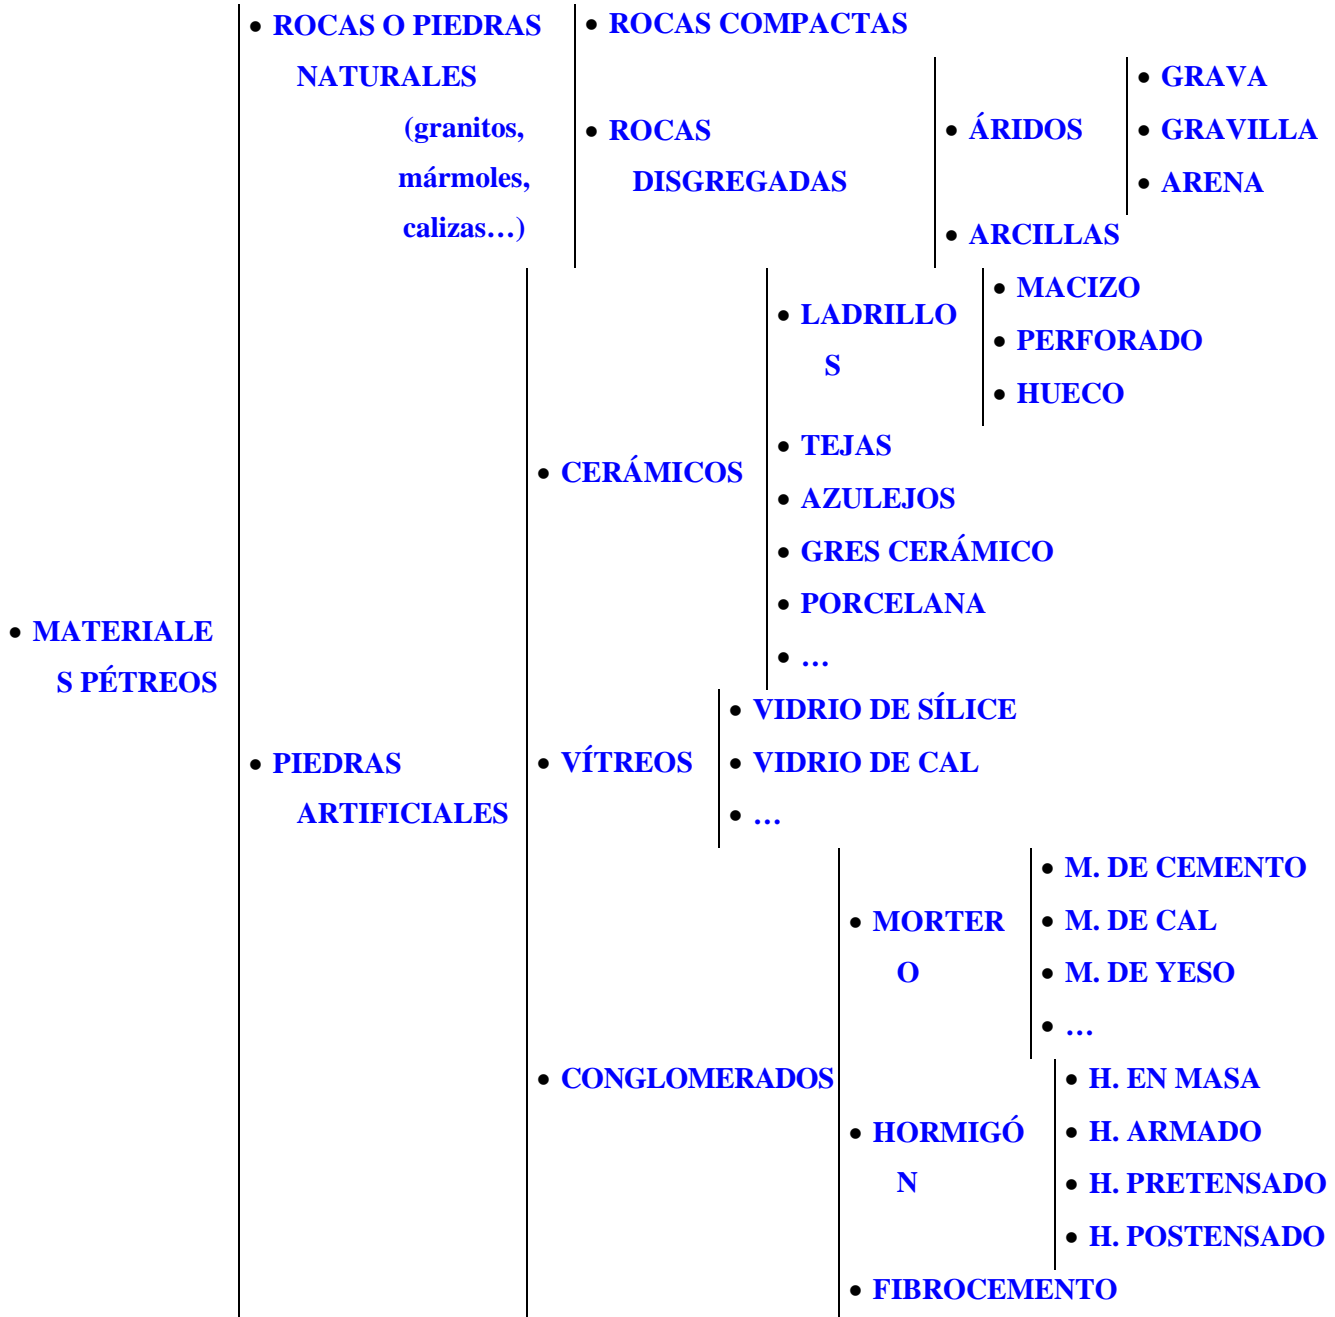 • ROCAS O PIEDRAS
NATURALES
(granitos,
mármoles,
calizas…)
• ROCAS COMPACTAS
• ROCAS
DISGREGADAS
• ÁRIDOS
• GRAVA
• GRAVILLA
• ARENA
• ARCILLAS
• MATERIALE
S PÉTREOS
• PIEDRAS
ARTIFICIALES
• CERÁMICOS
• LADRILLO
S
• MACIZO
• PERFORADO
• HUECO
• TEJAS
• AZULEJOS
• GRES CERÁMICO
• PORCELANA
• …
• VÍTREOS
• VIDRIO DE SÍLICE
• VIDRIO DE CAL
• …
• CONGLOMERADOS
• MORTER
O
• M. DE CEMENTO
• M. DE CAL
• M. DE YESO
• …
• HORMIGÓ
N
• H. EN MASA
• H. ARMADO
• H. PRETENSADO
• H. POSTENSADO
• FIBROCEMENTO